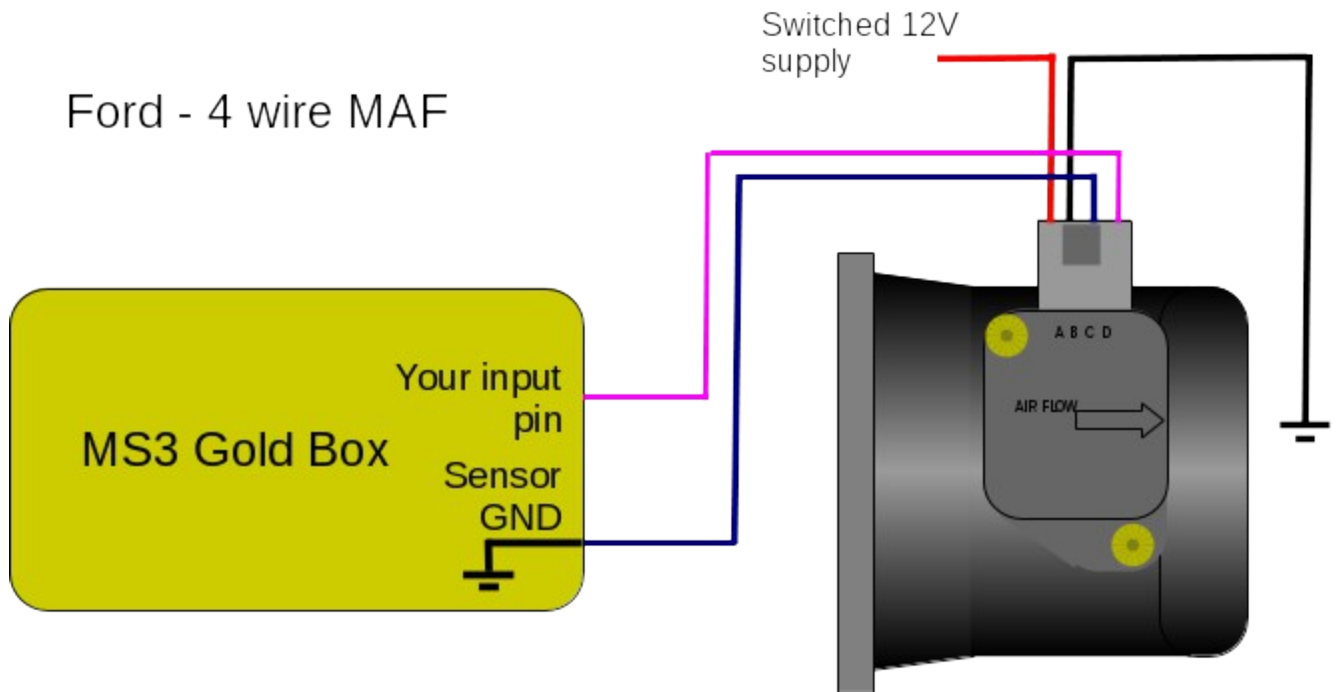 Switched 12V
supply
Ford - 4 wire MAF
Your input
pin
MS3 Gold Box
Sensor
GND
A B C D
AIR FLOW